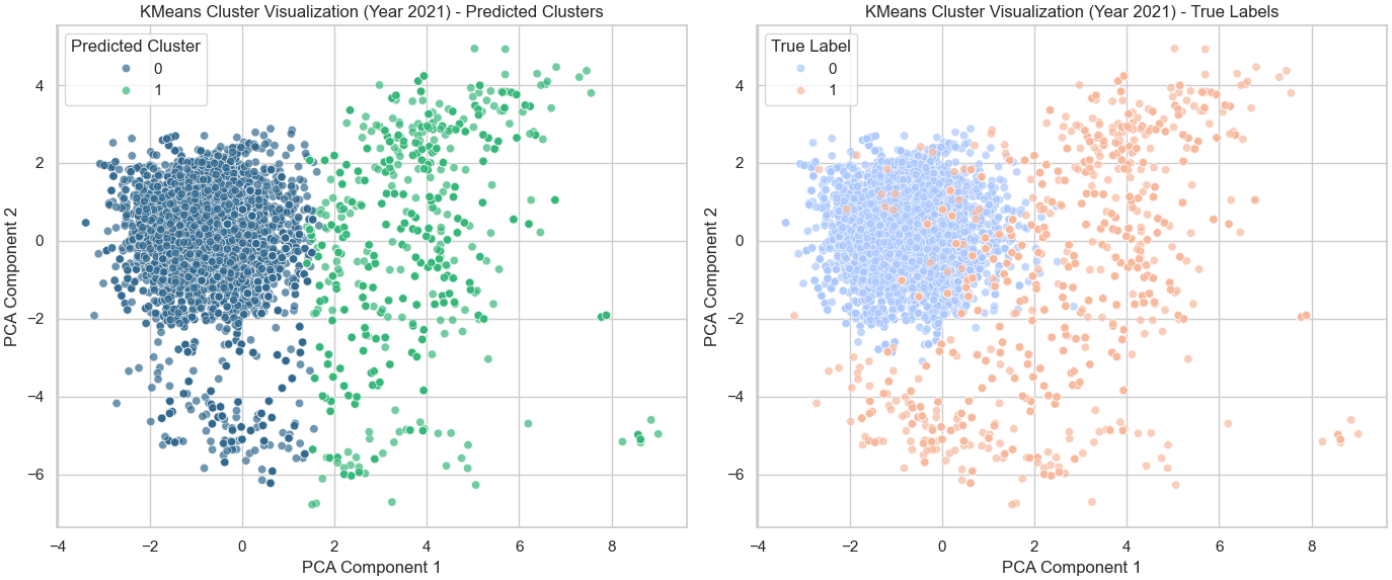 KMeans Cluster Visualization (Year 2021) - Predicted Clusters
Predicted Cluster
0
1
4
2
0
−2
−4
−6
PCA Component 2
−4 −2 0 2 4 6 8
PCA Component 1
KMeans Cluster Visualization (Year 2021) - True Labels
True Label
0
1
4
2
0
−2
−4
−6
PCA Component 2
−4 −2 0 2 4 6 8
PCA Component 1